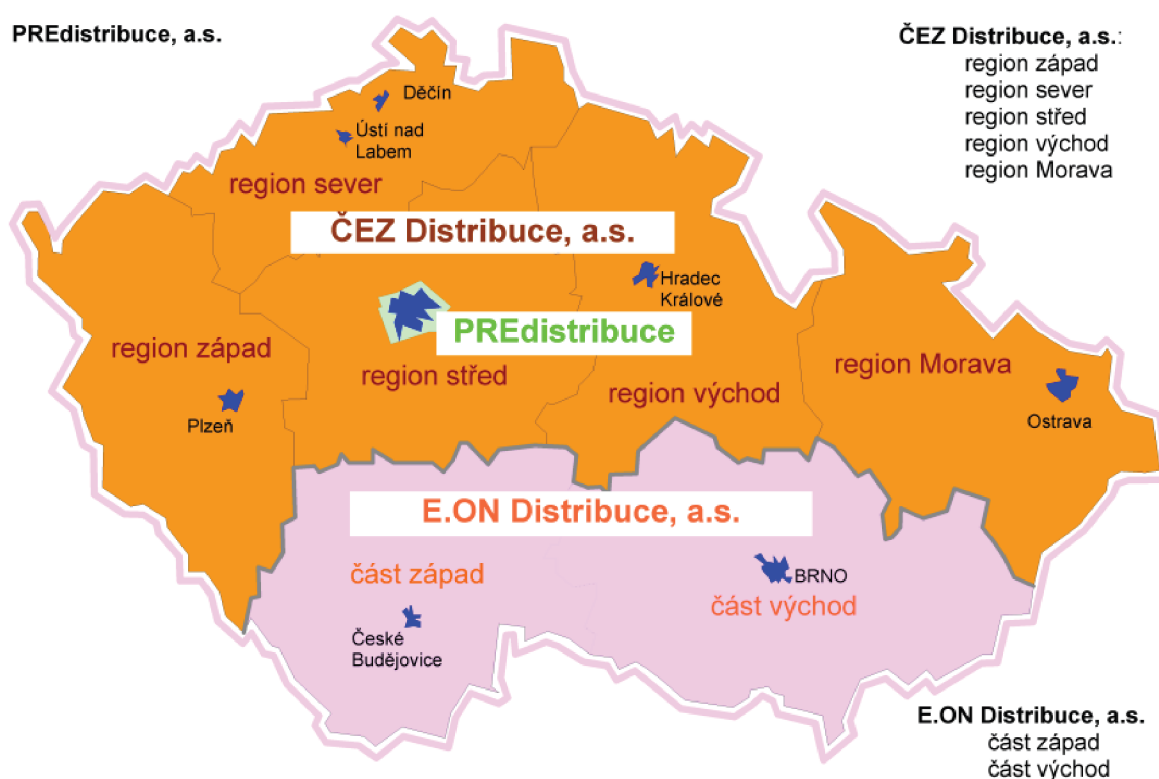 PREdistribuce, a.s.
ČEZ Distribuce, a.s.:
region západ
region sever
region střed
region východ
region Morava
Děčín
Ústí nad
Labem
region sever
ČEZ Distribuce, a.s.
Hradec
Králové
PREdistribuce
region západ
region střed
region východ
region Morava
Plzeň
Ostrava
E.ON Distribuce, a.s.
část západ
BRNO
část východ
České
Budějovice
E.ON Distribuce, a.s.
část západ
část východ